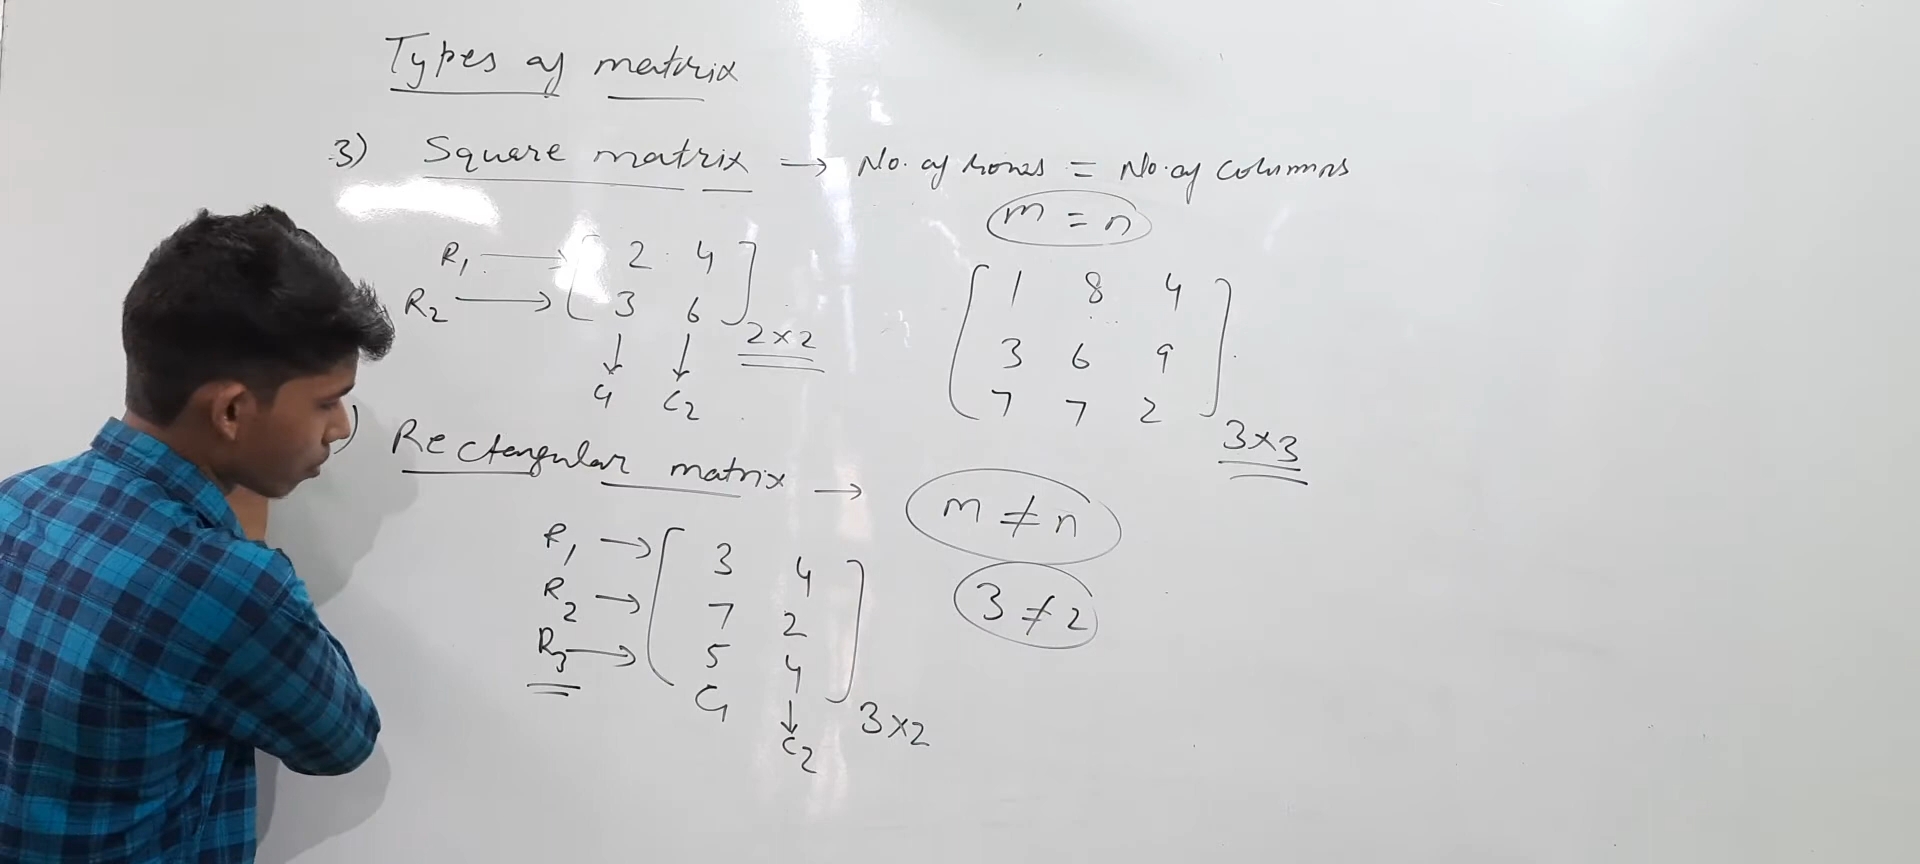 Types of matrix
3) Square matrix → No. of rows = No. of columns
m = n
R1 → [ 2 4 ]
R2 → [ 3 6 ] 2×2
↓ ↓
C1 C2
[ 1 8 4 ]
[ 3 6 9 ]
[ 7 7 2 ] 3×3
) Rectangular matrix → m ≠ n
3 ≠ 2
R1 → [ 3 4 ]
R2 → [ 7 2 ]
R3 → [ 5 4 ] 3×2
C1 ↓
C2